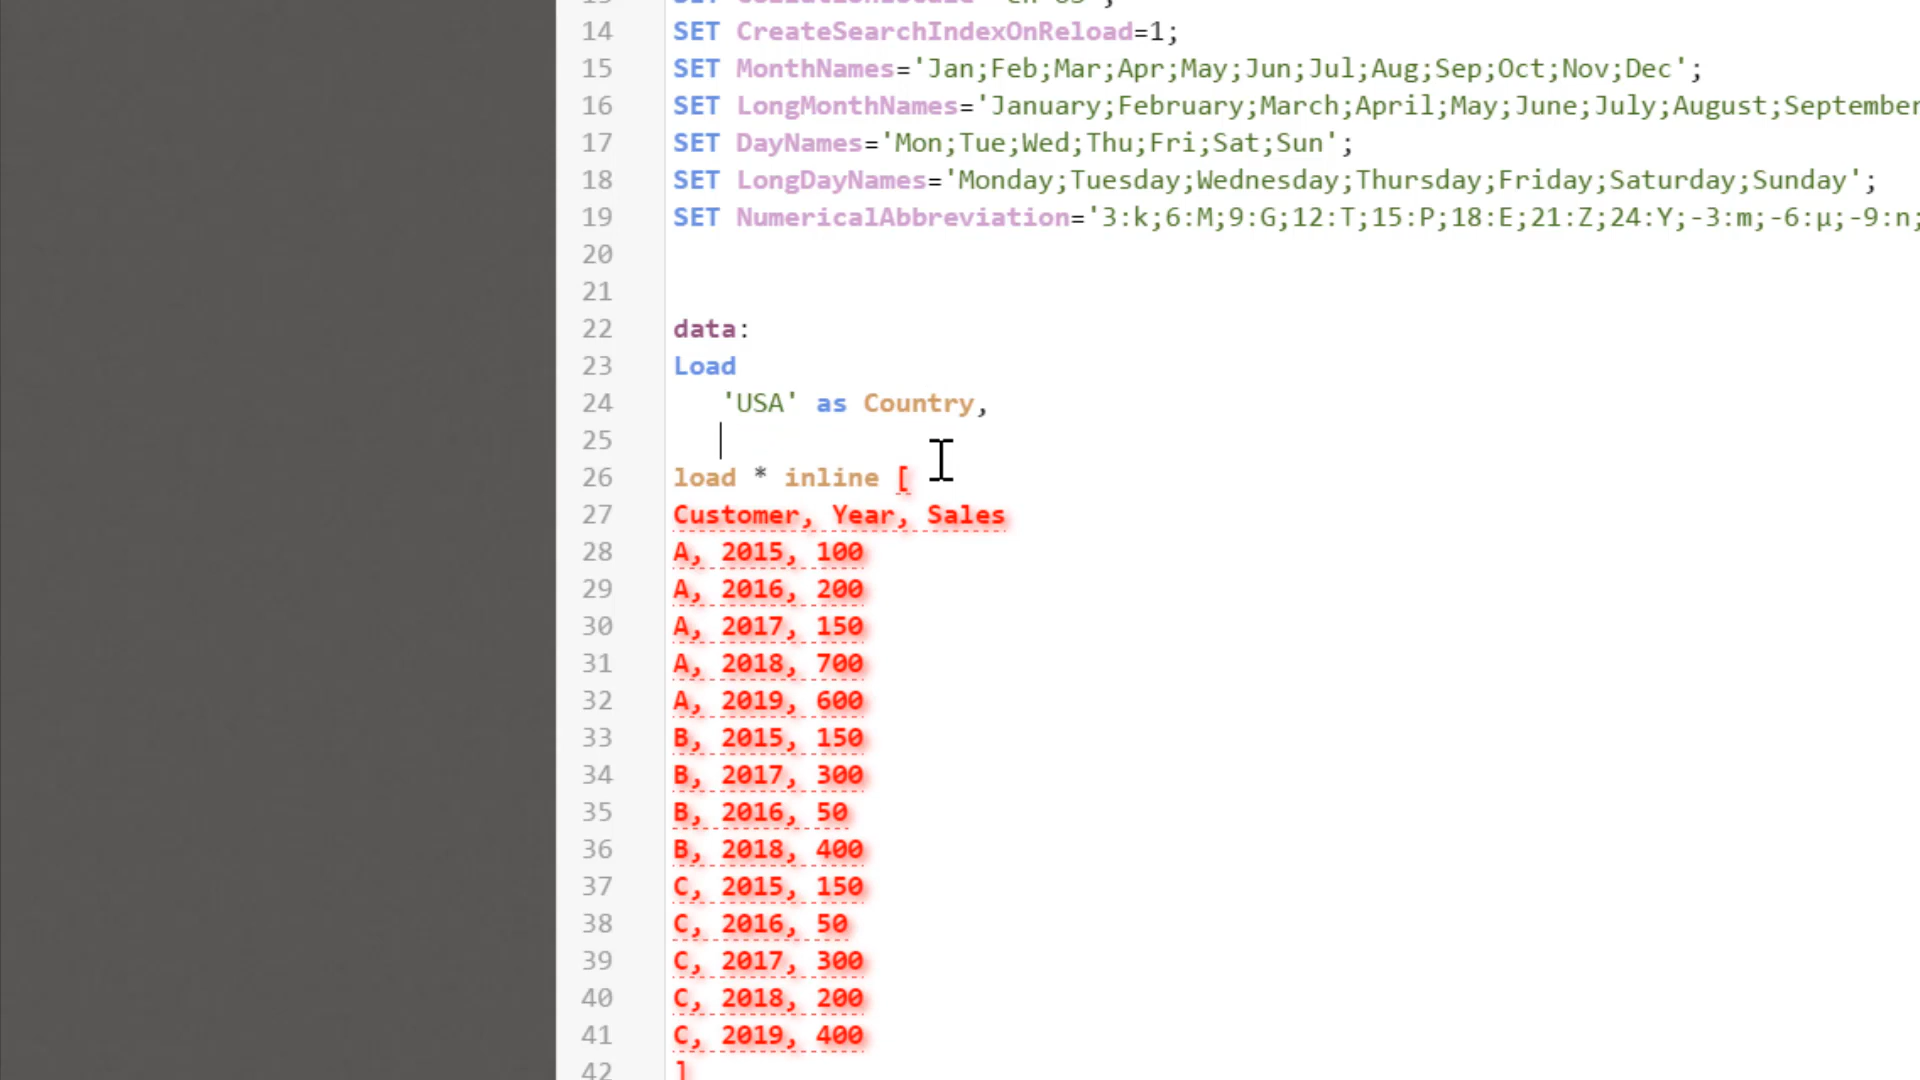 14 SET CreateSearchIndexOnReload=1;
15 SET MonthNames='Jan;Feb;Mar;Apr;May;Jun;Jul;Aug;Sep;Oct;Nov;Dec';
16 SET LongMonthNames='January;February;March;April;May;June;July;August;September
17 SET DayNames='Mon;Tue;Wed;Thu;Fri;Sat;Sun';
18 SET LongDayNames='Monday;Tuesday;Wednesday;Thursday;Friday;Saturday;Sunday';
19 SET NumericalAbbreviation='3:k;6:M;9:G;12:T;15:P;18:E;21:Z;24:Y;-3:m;-6:μ;-9:n;
20
21
22 data:
23 Load
24 'USA' as Country,
25
26 load * inline [
27 Customer, Year, Sales
28 A, 2015, 100
29 A, 2016, 200
30 A, 2017, 150
31 A, 2018, 700
32 A, 2019, 600
33 B, 2015, 150
34 B, 2017, 300
35 B, 2016, 50
36 B, 2018, 400
37 C, 2015, 150
38 C, 2016, 50
39 C, 2017, 300
40 C, 2018, 200
41 C, 2019, 400
42 ]